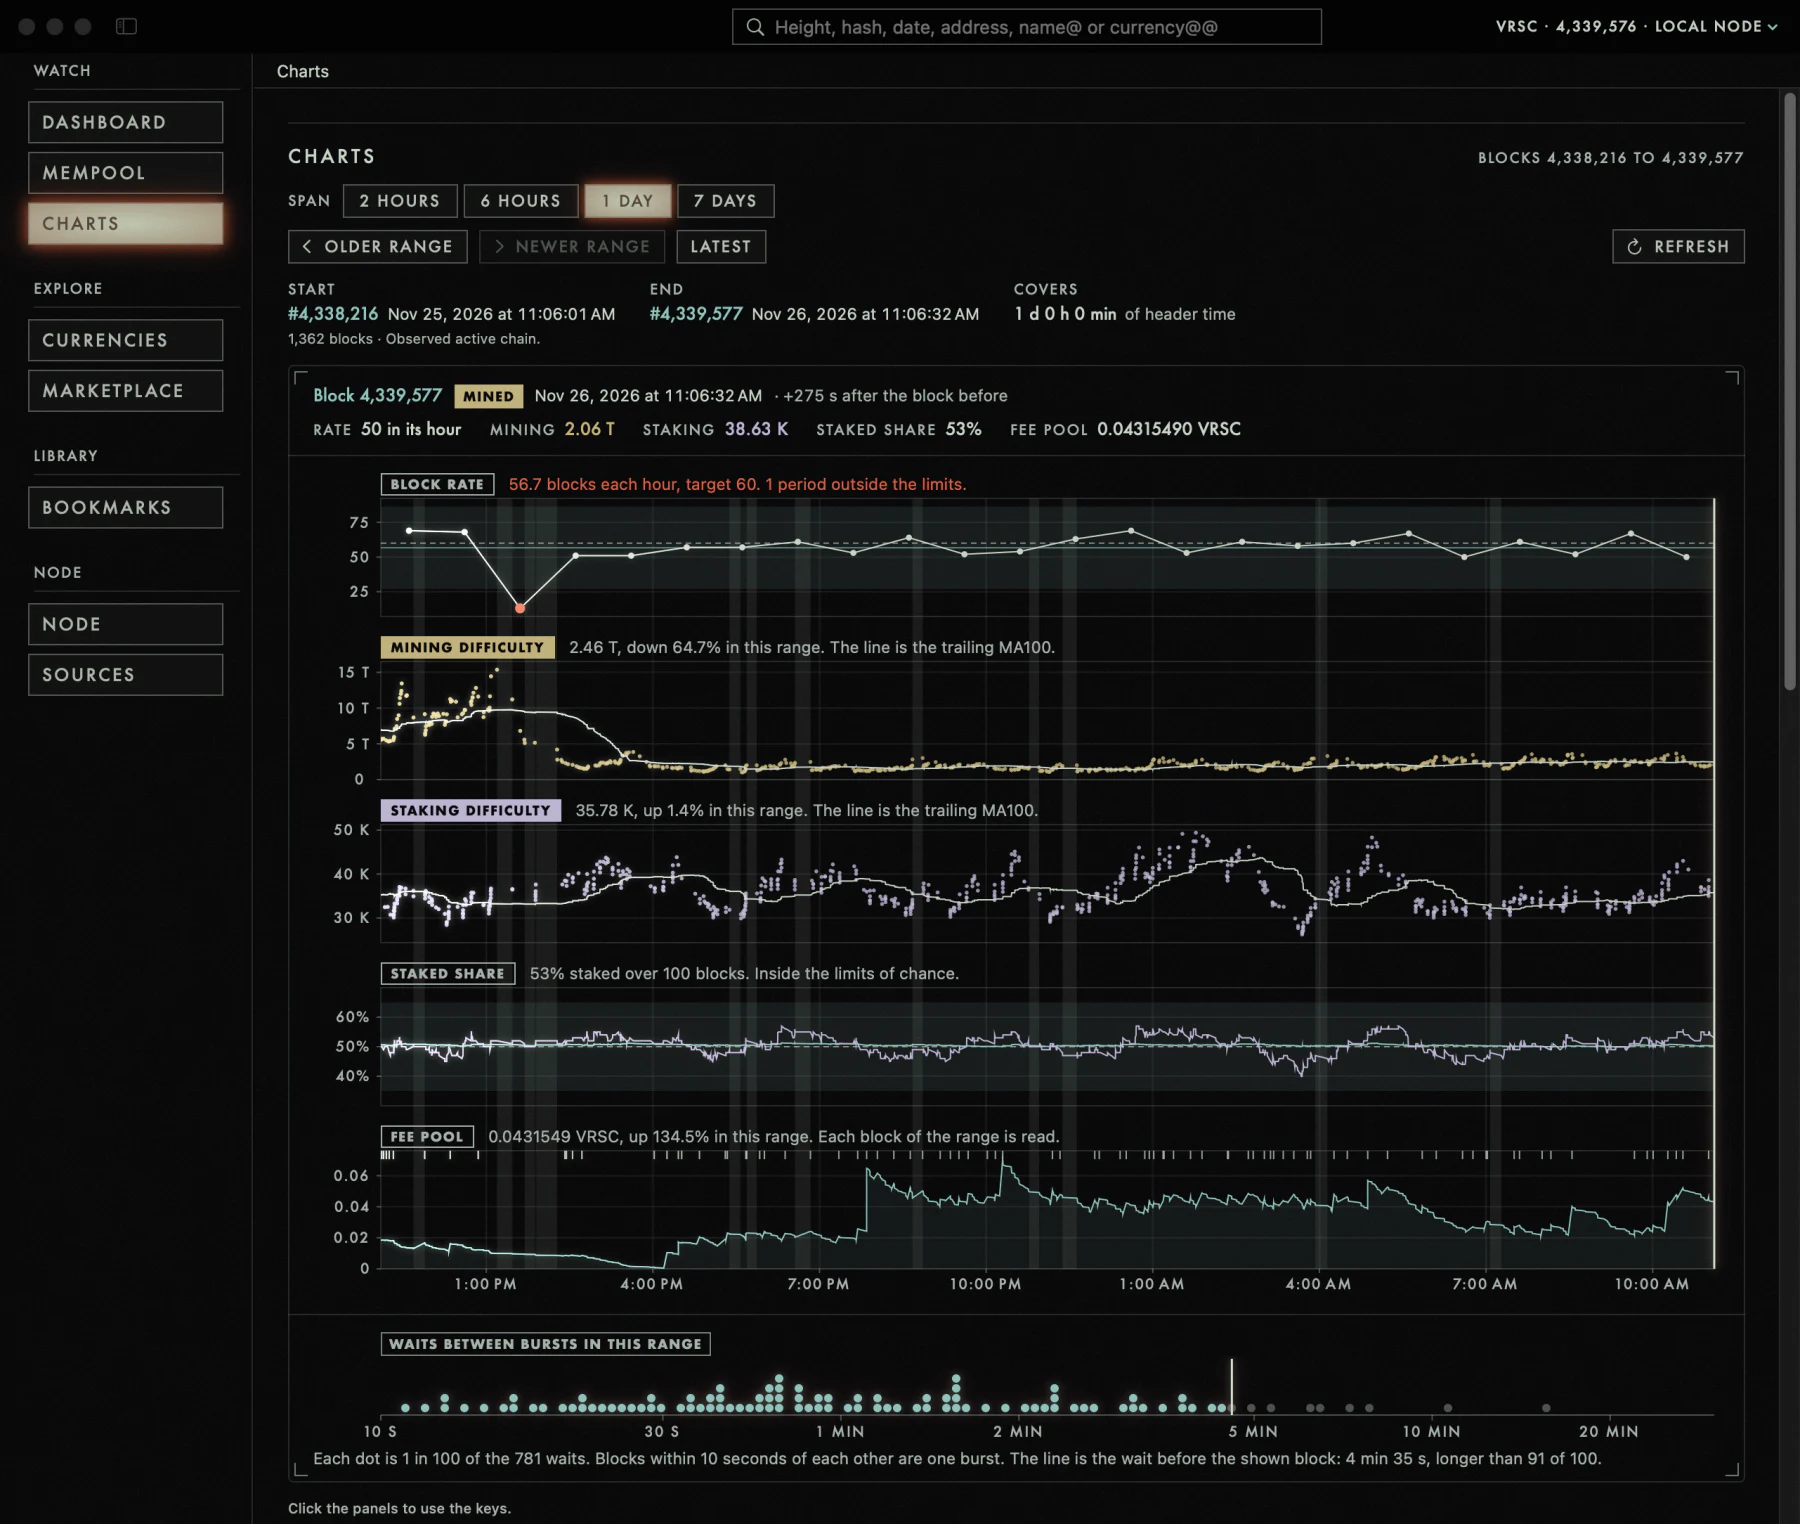 Height, hash, date, address, name@ or currency@@
VRSC · 4,339,576 · LOCAL NODE
WATCH
DASHBOARD
MEMPOOL
CHARTS
EXPLORE
CURRENCIES
MARKETPLACE
LIBRARY
BOOKMARKS
NODE
NODE
SOURCES
Charts
CHARTS
BLOCKS 4,338,216 TO 4,339,577
SPAN 2 HOURS 6 HOURS 1 DAY 7 DAYS
OLDER RANGE NEWER RANGE LATEST REFRESH
START END COVERS
#4,338,216 Nov 25, 2026 at 11:06:01 AM #4,339,577 Nov 26, 2026 at 11:06:32 AM 1 d 0 h 0 min of header time
1,362 blocks · Observed active chain.
Block 4,339,577 MINED Nov 26, 2026 at 11:06:32 AM · +275 s after the block before
RATE 50 in its hour MINING 2.06 T STAKING 38.63 K STAKED SHARE 53% FEE POOL 0.04315490 VRSC
BLOCK RATE 56.7 blocks each hour, target 60. 1 period outside the limits.
75
50
25
MINING DIFFICULTY 2.46 T, down 64.7% in this range. The line is the trailing MA100.
15 T
10 T
5 T
0
STAKING DIFFICULTY 35.78 K, up 1.4% in this range. The line is the trailing MA100.
50 K
40 K
30 K
STAKED SHARE 53% staked over 100 blocks. Inside the limits of chance.
60%
50%
40%
FEE POOL 0.0431549 VRSC, up 134.5% in this range. Each block of the range is read.
0.06
0.04
0.02
0
1:00 PM 4:00 PM 7:00 PM 10:00 PM 1:00 AM 4:00 AM 7:00 AM 10:00 AM
WAITS BETWEEN BURSTS IN THIS RANGE
10 S 30 S 1 MIN 2 MIN 5 MIN 10 MIN 20 MIN
Each dot is 1 in 100 of the 781 waits. Blocks within 10 seconds of each other are one burst. The line is the wait before the shown block: 4 min 35 s, longer than 91 of 100.
Click the panels to use the keys.